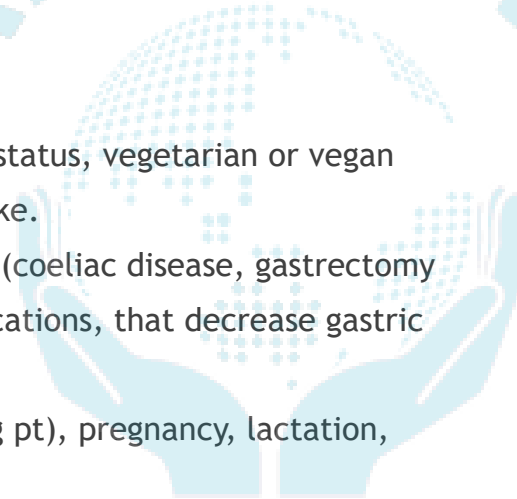 status, vegetarian or vegan
ke.
(coeliac disease, gastrectomy
cations, that decrease gastric
g pt), pregnancy, lactation,